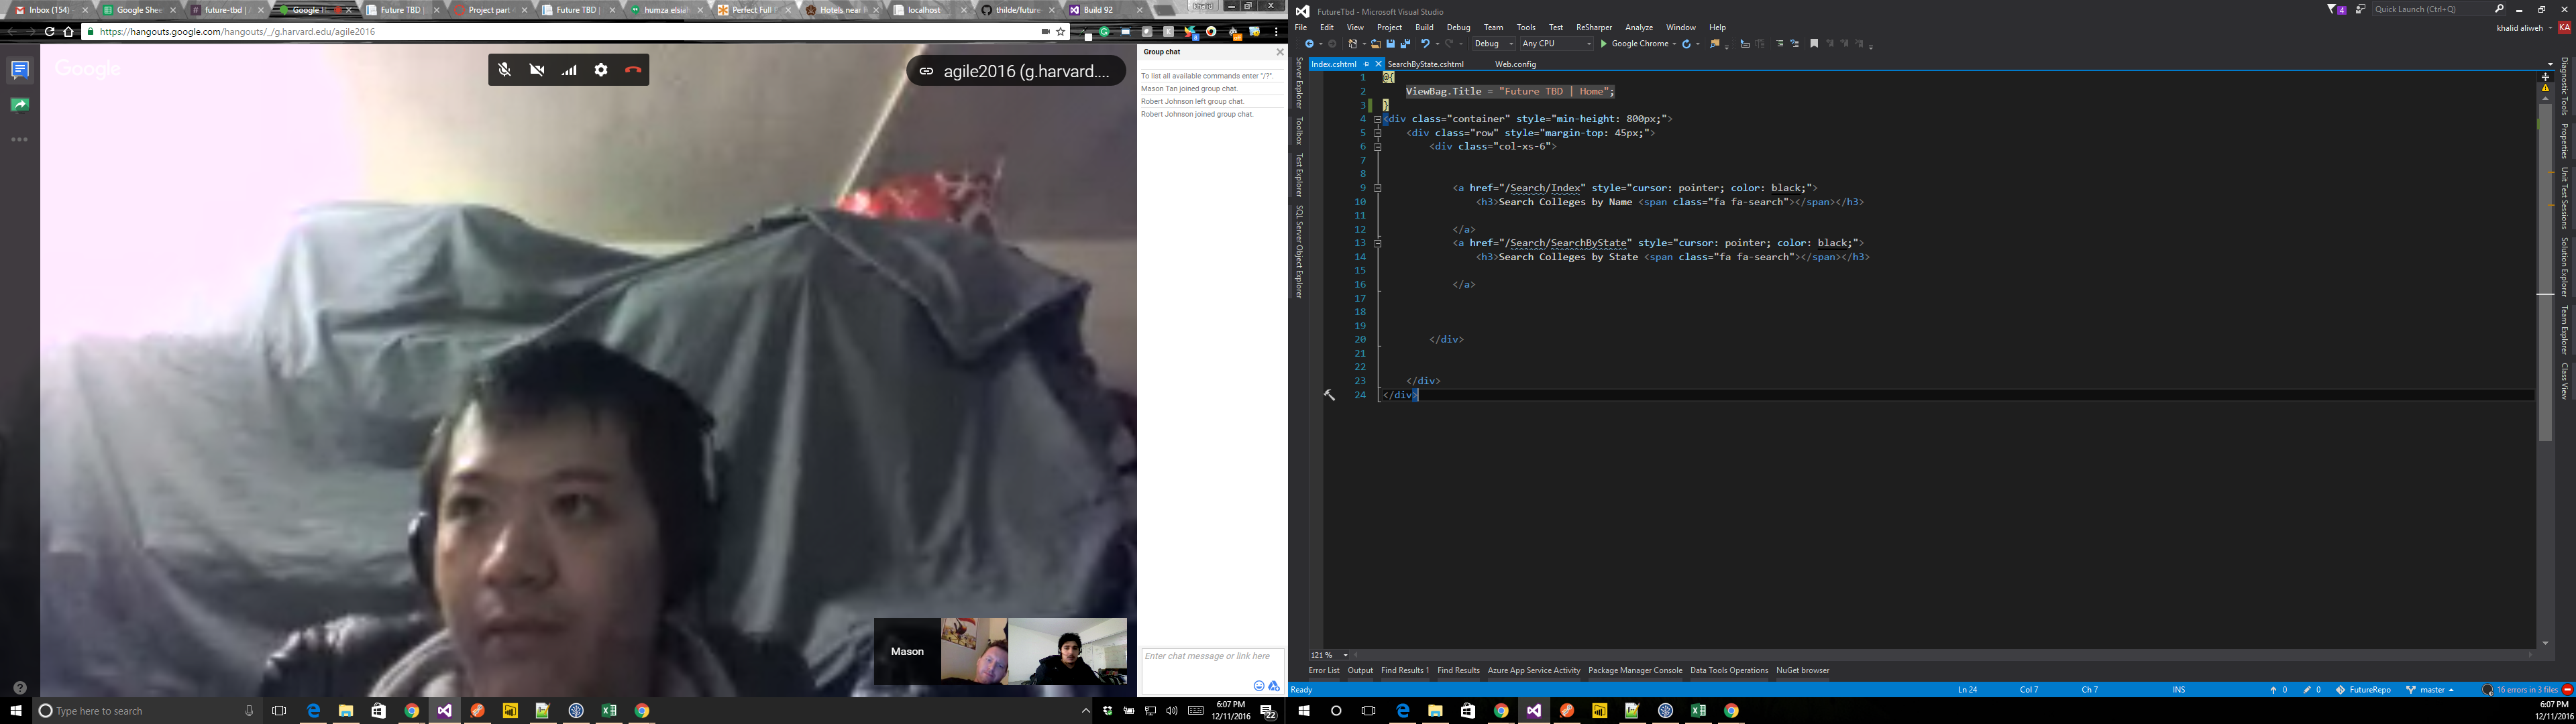 Inbox (154)
Google Shee
future-tbd |
Google
Future TBD |
Project part
Future TBD |
humza elsiah
Perfect Full
Hotels near
localhost
thilde/future
Build 92
khalid
https://hangouts.google.com/hangouts/_/g.harvard.edu/agile2016
Google
agile2016 (g.harvard....
Group chat
To list all available commands enter "/?".
Mason Tan joined group chat.
Robert Johnson left group chat.
Robert Johnson joined group chat.
Mason
Enter chat message or link here
Type here to search
6:07 PM
12/11/2016
22
FutureTbd - Microsoft Visual Studio
4
Quick Launch (Ctrl+Q)
File Edit View Project Build Debug Team Tools Test ReSharper Analyze Window Help
khalid aliweh
KA
Debug Any CPU Google Chrome
Index.cshtml SearchByState.cshtml Web.config
Server Explorer
Toolbox
Test Explorer
SQL Server Object Explorer
1 @{
2 ViewBag.Title = "Future TBD | Home";
3 }
4 <div class="container" style="min-height: 800px;">
5 <div class="row" style="margin-top: 45px;">
6 <div class="col-xs-6">
7
8
9 <a href="/Search/Index" style="cursor: pointer; color: black;">
10 <h3>Search Colleges by Name <span class="fa fa-search"></span></h3>
11
12 </a>
13 <a href="/Search/SearchByState" style="cursor: pointer; color: black;">
14 <h3>Search Colleges by State <span class="fa fa-search"></span></h3>
15
16 </a>
17
18
19
20 </div>
21
22
23 </div>
24 </div>
Diagnostic Tools
Properties
Unit Test Sessions
Solution Explorer
Team Explorer
Class View
121 %
Error List Output Find Results 1 Find Results Azure App Service Activity Package Manager Console Data Tools Operations NuGet browser
Ready Ln 24 Col 7 Ch 7 INS 0 0 FutureRepo master 16 errors in 3 files
6:07 PM
12/11/2016